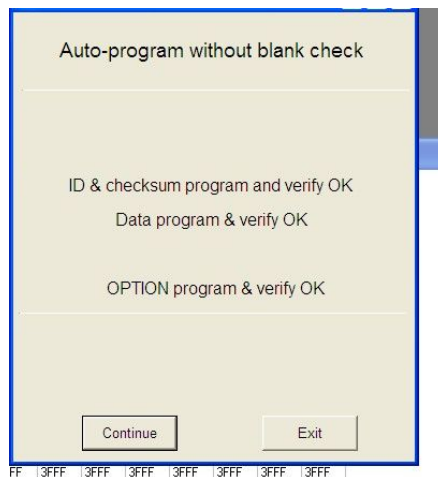 Auto-program without blank check
ID & checksum program and verify OK
Data program & verify OK
OPTION program & verify OK
Continue Exit
FF 3FFF 3FFF 3FFF 3FFF 3FFF 3FFF 3FFF